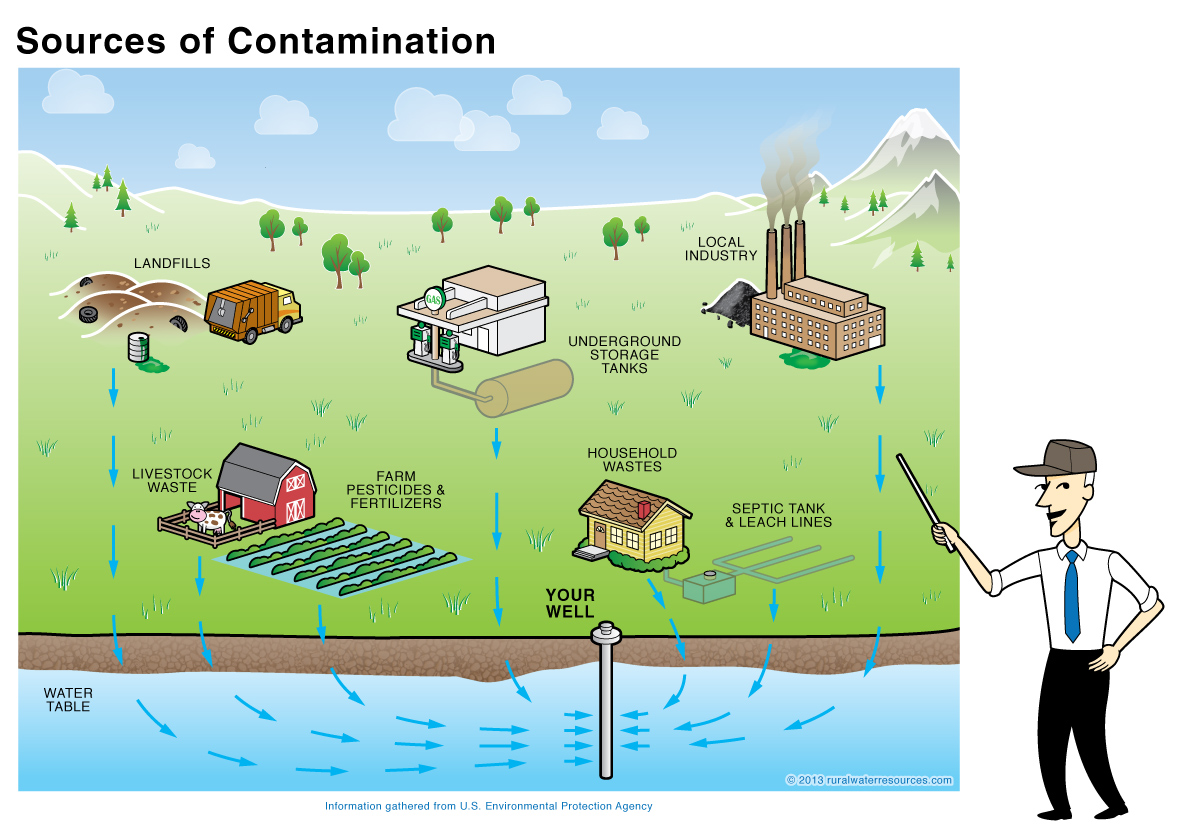 Sources of Contamination
LANDFILLS
LOCAL
INDUSTRY
GAS
UNDERGROUND
STORAGE
TANKS
LIVESTOCK
WASTE
FARM
PESTICIDES &
FERTILIZERS
HOUSEHOLD
WASTES
SEPTIC TANK
& LEACH LINES
YOUR
WELL
WATER
TABLE
© 2013 ruralwaterresources.com
Information gathered from U.S. Environmental Protection Agency